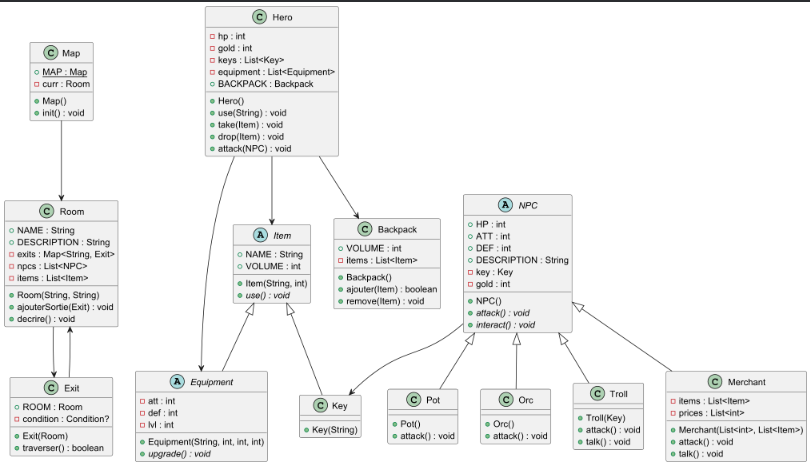 C Map
MAP : Map
curr : Room
Map()
init() : void
C Hero
hp : int
gold : int
keys : List<Key>
equipment : List<Equipment>
BACKPACK : Backpack
Hero()
use(String) : void
take(Item) : void
drop(Item) : void
attack(NPC) : void
C Room
NAME : String
DESCRIPTION : String
exits : Map<String, Exit>
npcs : List<NPC>
items : List<Item>
Room(String, String)
ajouterSortie(Exit) : void
decrire() : void
A Item
NAME : String
VOLUME : int
Item(String, int)
use() : void
C Backpack
VOLUME : int
items : List<Item>
Backpack()
ajouter(Item) : boolean
remove(Item) : void
A NPC
HP : int
ATT : int
DEF : int
DESCRIPTION : String
key : Key
gold : int
NPC()
attack() : void
interact() : void
C Exit
ROOM : Room
condition : Condition?
Exit(Room)
traverser() : boolean
A Equipment
att : int
def : int
lvl : int
Equipment(String, int, int, int)
upgrade() : void
C Key
Key(String)
C Pot
Pot()
attack() : void
C Orc
Orc()
attack() : void
C Troll
Troll(Key)
attack() : void
talk() : void
C Merchant
items : List<Item>
prices : List<int>
Merchant(List<int>, List<Item>)
attack() : void
talk() : void